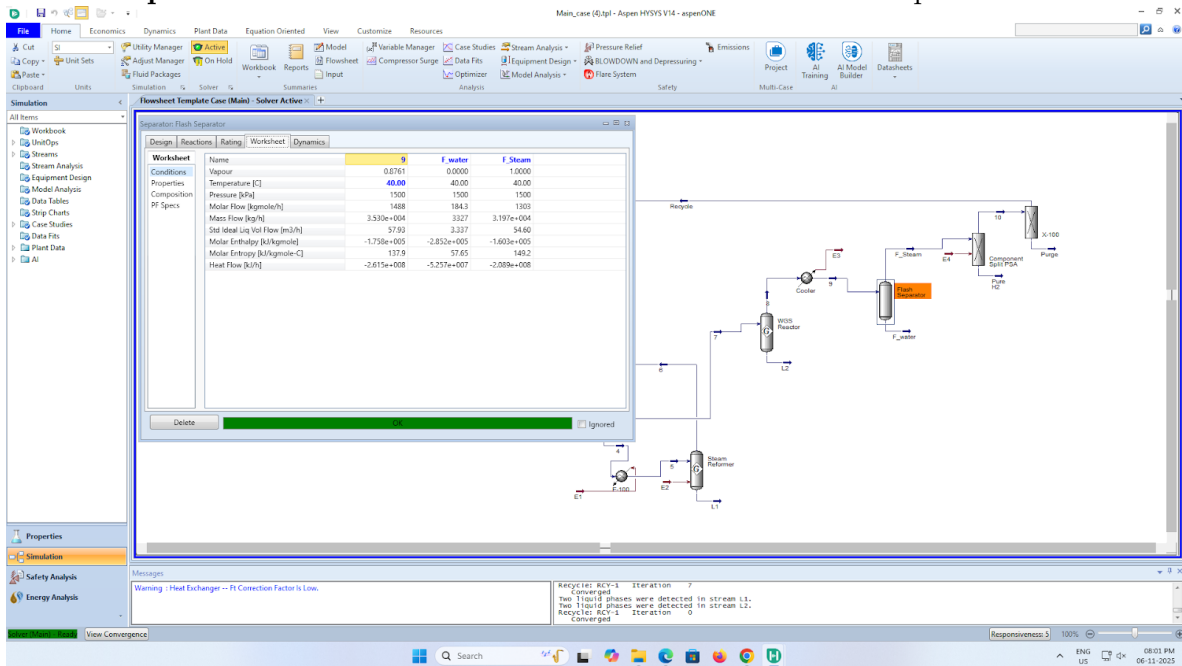 Main_case (4).tpl - Aspen HYSYS V14 - aspenONE
File Home Economics Dynamics Plant Data Equation Oriented View Customize Resources
Cut SI Utility Manager Active Model Variable Manager Case Studies Stream Analysis Pressure Relief Emissions
Copy Unit Sets Adjust Manager On Hold Workbook Reports Flowsheet Compressor Surge Data Fits Equipment Design BLOWDOWN and Depressuring Project AI Training AI Model Builder Datasheets
Paste Fluid Packages Input Optimizer Model Analysis Flare System
Clipboard Units Simulation Solver Summaries Analysis Safety Multi-Case AI
Simulation < Flowsheet Template Case (Main) - Solver Active × +
All Items
Workbook
UnitOps
Streams
Stream Analysis
Equipment Design
Model Analysis
Data Tables
Strip Charts
Case Studies
Data Fits
Plant Data
AI
Separator: Flash Separator
Design Reactions Rating Worksheet Dynamics
Worksheet
Conditions
Properties
Composition
PF Specs
Name 9 F_water F_Steam
Vapour 0.8761 0.0000 1.0000
Temperature [C] 40.00 40.00 40.00
Pressure [kPa] 1500 1500 1500
Molar Flow [kgmole/h] 1488 184.3 1303
Mass Flow [kg/h] 3.530e+004 3327 3.197e+004
Std Ideal Liq Vol Flow [m3/h] 57.93 3.337 54.60
Molar Enthalpy [kJ/kgmole] -1.758e+005 -2.852e+005 -1.603e+005
Molar Entropy [kJ/kgmole-C] 137.9 57.65 149.2
Heat Flow [kJ/h] -2.615e+008 -5.257e+007 -2.089e+008
Delete OK Ignored
Recycle
10
X-100
Purge
E3
F_Steam
E4
Component
Split PSA
Cooler
9
Flash
Separator
Pure
H2
8
WGS
Reactor
7
F_water
L2
6
4
5
Steam
Reformer
F-100
E2
E1
L1
Properties
Simulation
Safety Analysis
Energy Analysis
Messages
Warning : Heat Exchanger -- Ft Correction Factor Is Low.
Recycle: RCY-1 Iteration 7
Converged
Two liquid phases were detected in stream L1.
Two liquid phases were detected in stream L2.
Recycle: RCY-1 Iteration 0
Converged
Solver (Main) - Ready View Convergence Responsiveness: 5 100%
Search
ENG
US
08:01 PM
06-11-2025